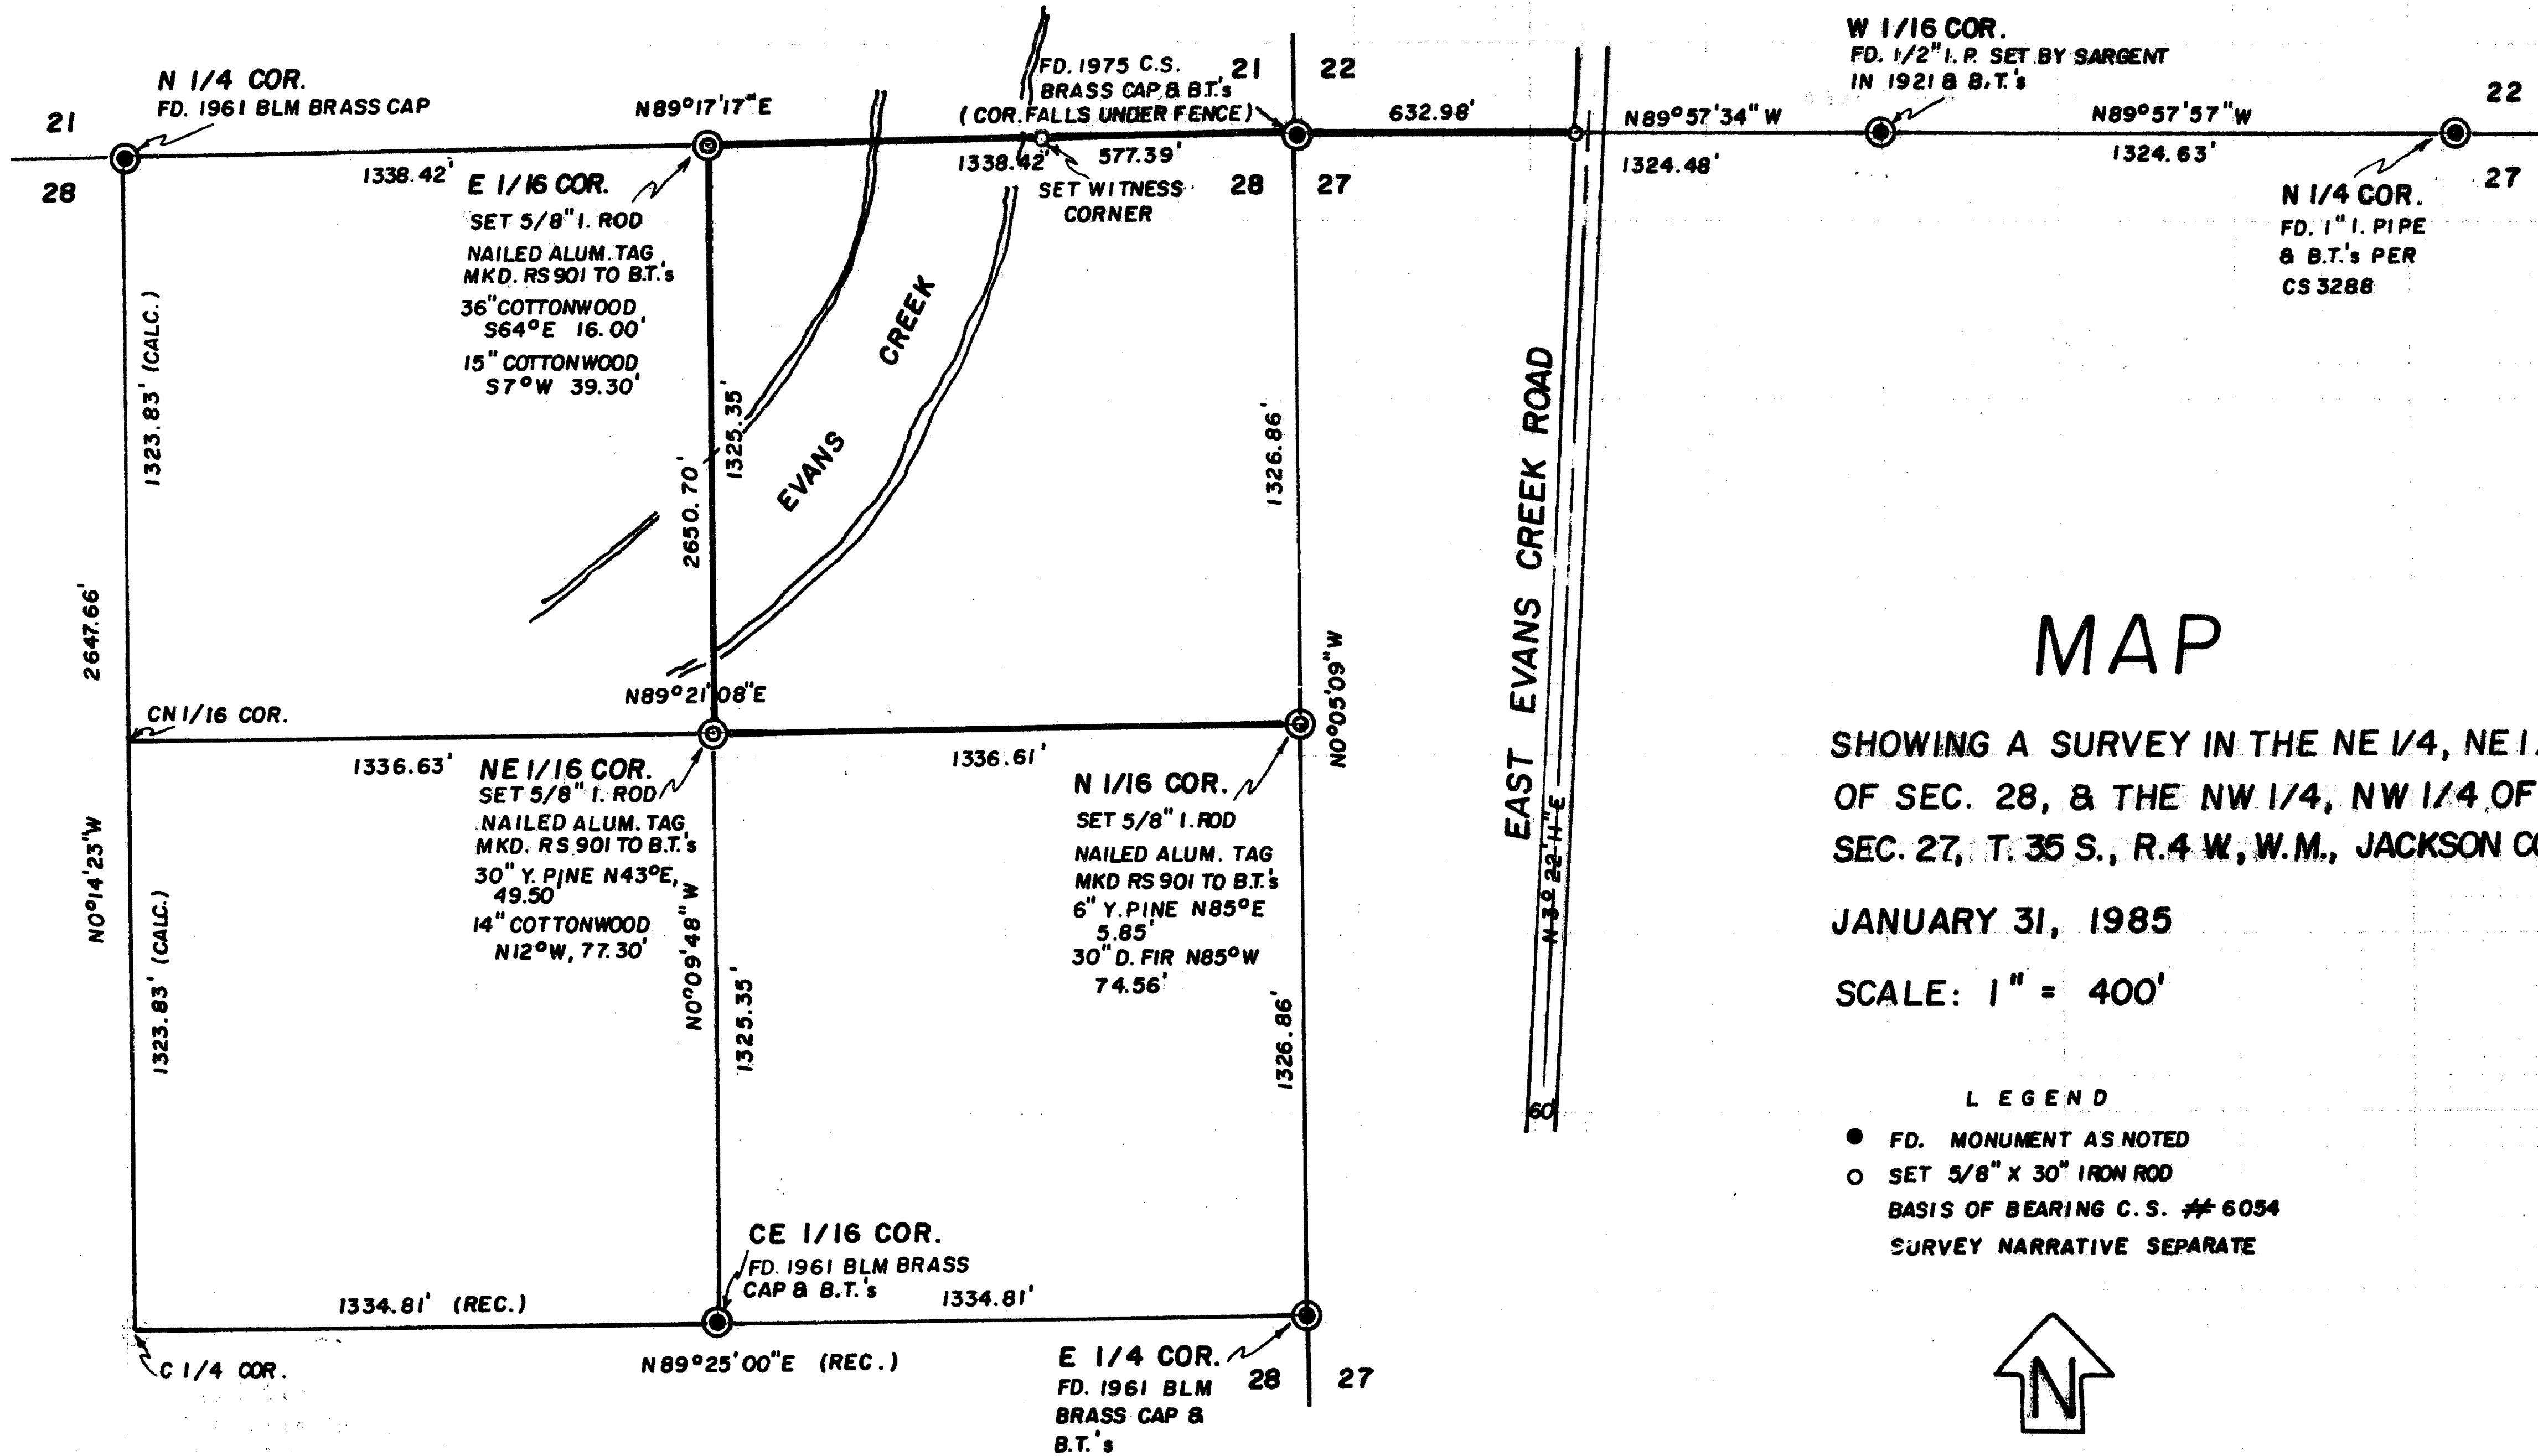 N 1/4 COR.
FD. 1961 BLM BRASS CAP
21
28
N89°17'17"E
1338.42'
FD. 1975 C.S.
BRASS CAP & B.T.'s
(COR. FALLS UNDER FENCE)
21
22
1338.42'
577.39'
SET WITNESS
CORNER
28
27
632.98'
N89°57'34"W
1324.48'
W 1/16 COR.
FD. 1/2" I.P. SET BY SARGENT
IN 1921 & B.T.'s
N89°57'57"W
1324.63'
22
27
N 1/4 COR.
FD. 1" I. PIPE
& B.T.'s PER
CS 3288
E 1/16 COR.
SET 5/8" I. ROD
NAILED ALUM. TAG
MKD. RS 901 TO B.T.'s
36" COTTONWOOD
S64°E 16.00'
15" COTTONWOOD
S7°W 39.30'
1323.83' (CALC.)
2647.66'
N0°14'23"W
1323.83' (CALC.)
1325.35'
2650.70'
EVANS CREEK
1326.86'
N0°05'09"W
EAST EVANS CREEK ROAD
N 3° 22' 11" E
60
CN 1/16 COR.
N89°21'08"E
1336.63'
1336.61'
NE 1/16 COR.
SET 5/8" I. ROD
NAILED ALUM. TAG
MKD. RS 901 TO B.T.'s
30" Y. PINE N43°E,
49.50'
14" COTTONWOOD
N12°W, 77.30'
N0°09'48"W
1325.35'
N 1/16 COR.
SET 5/8" I. ROD
NAILED ALUM. TAG
MKD RS 901 TO B.T.'s
6" Y. PINE N85°E
5.85'
30" D. FIR N85°W
74.56'
1326.86'
CE 1/16 COR.
FD. 1961 BLM BRASS
CAP & B.T.'s
1334.81' (REC.)
1334.81'
C 1/4 COR.
N89°25'00"E (REC.)
E 1/4 COR.
FD. 1961 BLM
BRASS CAP &
B.T.'s
28
27
MAP
SHOWING A SURVEY IN THE NE 1/4, NE 1
OF SEC. 28, & THE NW 1/4, NW 1/4 OF
SEC. 27, T. 35 S., R. 4 W., W.M., JACKSON
JANUARY 31, 1985
SCALE: 1" = 400'
LEGEND
FD. MONUMENT AS NOTED
SET 5/8" X 30" IRON ROD
BASIS OF BEARING C.S. # 6054
SURVEY NARRATIVE SEPARATE
N